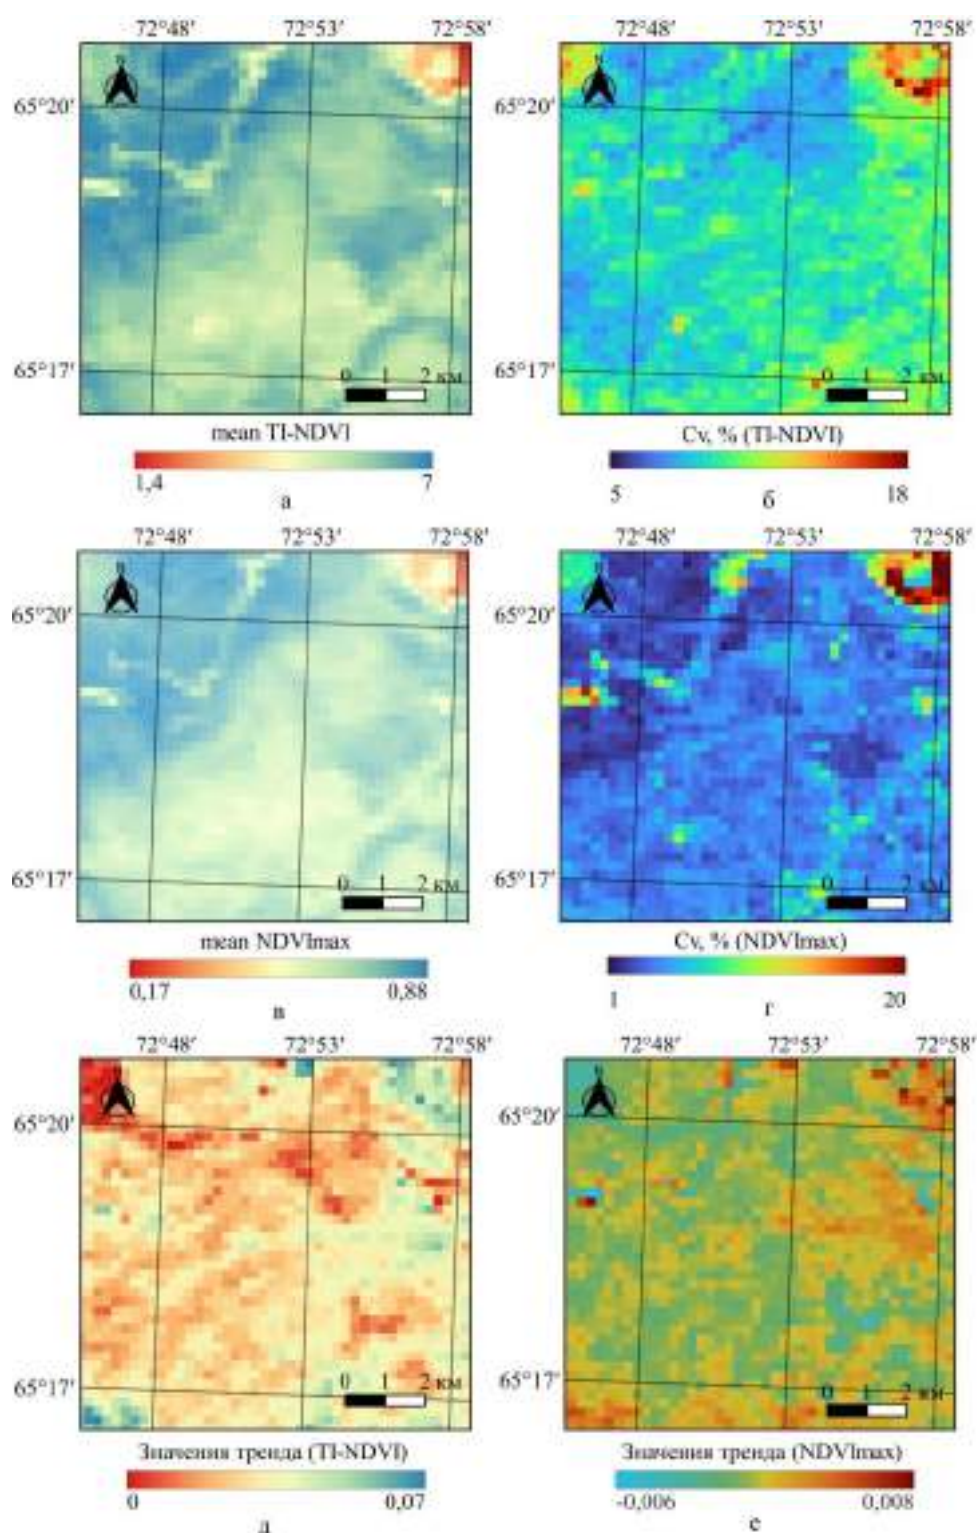 72°48' 72°53' 72°58' 72°48' 72°53' 72°58'
N N
65°20' 65°20'
65°17' 0 1 2 км 65°17' 0 1 2 км
mean TI-NDVI Cv, % (TI-NDVI)
1,4 7 5 18
а б
72°48' 72°53' 72°58' 72°48' 72°53' 72°58'
N N
65°20' 65°20'
65°17' 0 1 2 км 65°17' 0 1 2 км
mean NDVImax Cv, % (NDVImax)
0,17 0,88 1 20
в г
72°48' 72°53' 72°58' 72°48' 72°53' 72°58'
N N
65°20' 65°20'
65°17' 0 1 2 км 65°17' 0 1 2 км
Значения тренда (TI-NDVI) Значения тренда (NDVImax)
0 0,07 -0,006 0,008
д е